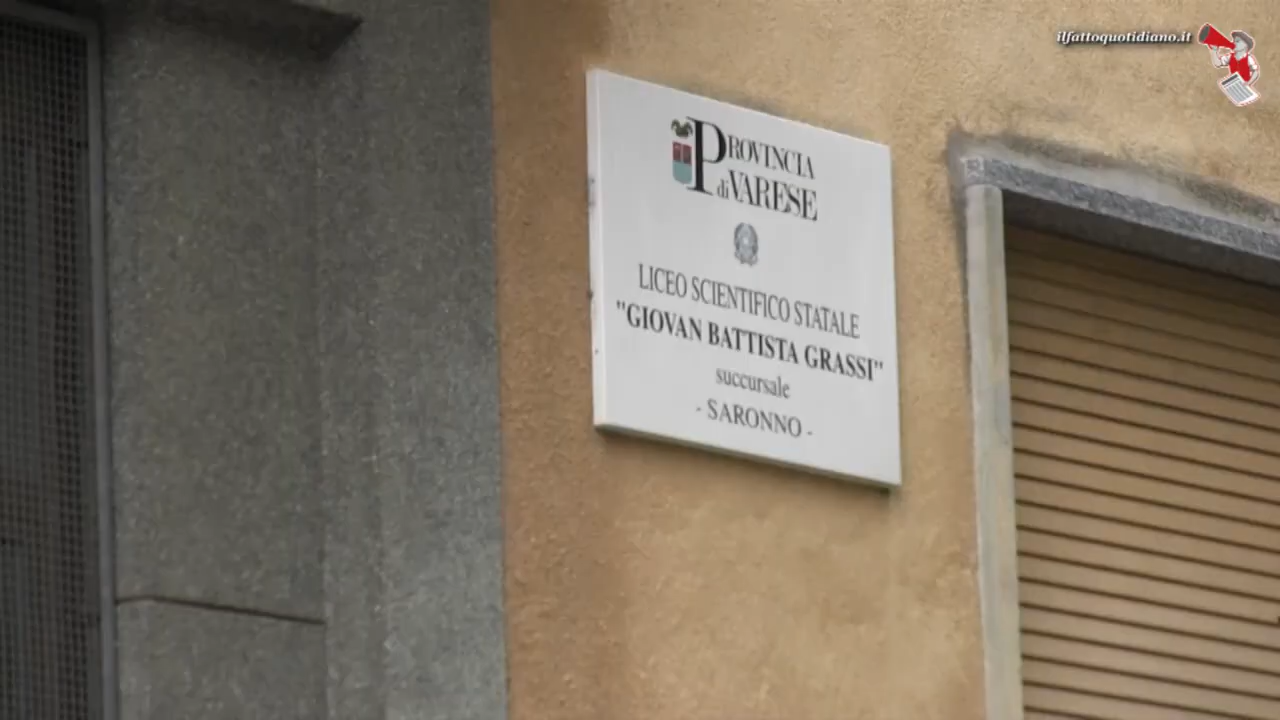 ilfattoquotidiano.it
PROVINCIA
di VARESE
LICEO SCIENTIFICO STATALE
"GIOVAN BATTISTA GRASSI"
succursale
- SARONNO -